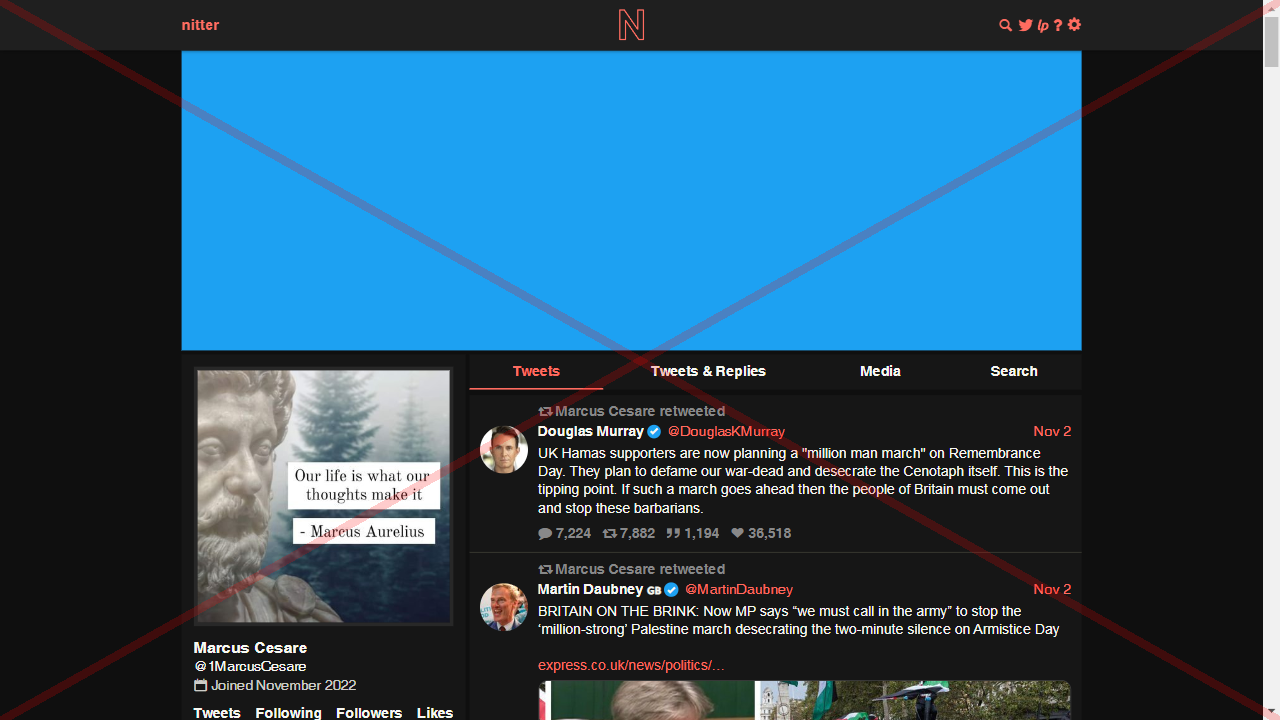 nitter
N
lp ?
Tweets Tweets & Replies Media Search
Our life is what our
thoughts make it
- Marcus Aurelius
Marcus Cesare
@1MarcusCesare
Joined November 2022
Tweets Following Followers Likes
Marcus Cesare retweeted
Douglas Murray @DouglasKMurray Nov 2
UK Hamas supporters are now planning a "million man march" on Remembrance
Day. They plan to defame our war-dead and desecrate the Cenotaph itself. This is the
tipping point. If such a march goes ahead then the people of Britain must come out
and stop these barbarians.
7,224 7,882 1,194 36,518
Marcus Cesare retweeted
Martin Daubney GB @MartinDaubney Nov 2
BRITAIN ON THE BRINK: Now MP says “we must call in the army” to stop the
‘million-strong’ Palestine march desecrating the two-minute silence on Armistice Day
express.co.uk/news/politics/…